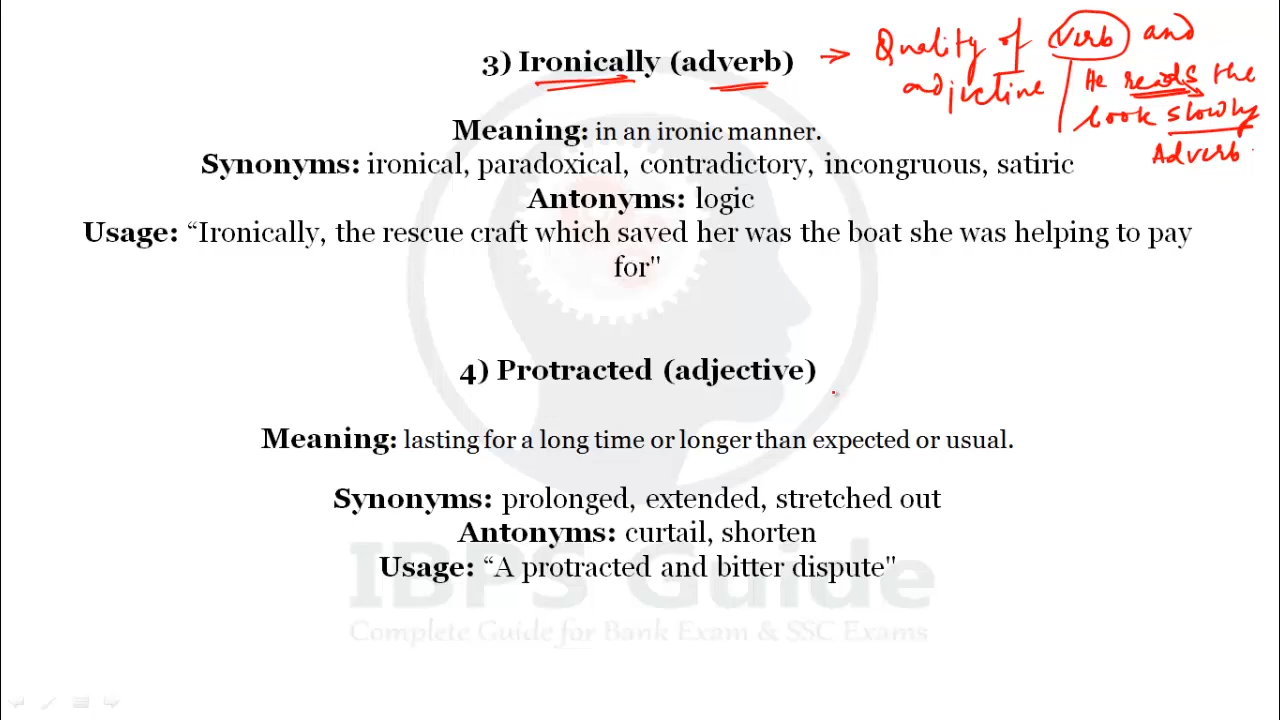 3) Ironically (adverb) → Quality of verb and
adjective
He reads the
book slowly
Adverb
Meaning: in an ironic manner.
Synonyms: ironical, paradoxical, contradictory, incongruous, satiric
Antonyms: logic
Usage: “Ironically, the rescue craft which saved her was the boat she was helping to pay
for"
4) Protracted (adjective)
Meaning: lasting for a long time or longer than expected or usual.
Synonyms: prolonged, extended, stretched out
Antonyms: curtail, shorten
Usage: “A protracted and bitter dispute"
IBPS Guide
Complete Guide for Bank Exam & SSC Exams